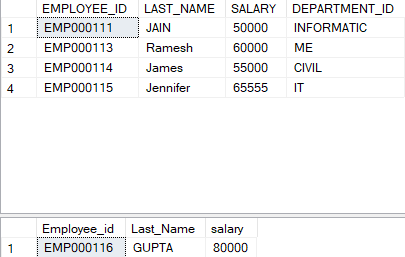 EMPLOYEE_ID LAST_NAME SALARY DEPARTMENT_ID
1 EMP000111 JAIN 50000 INFORMATIC
2 EMP000113 Ramesh 60000 ME
3 EMP000114 James 55000 CIVIL
4 EMP000115 Jennifer 65555 IT
Employee_id Last_Name salary
1 EMP000116 GUPTA 80000